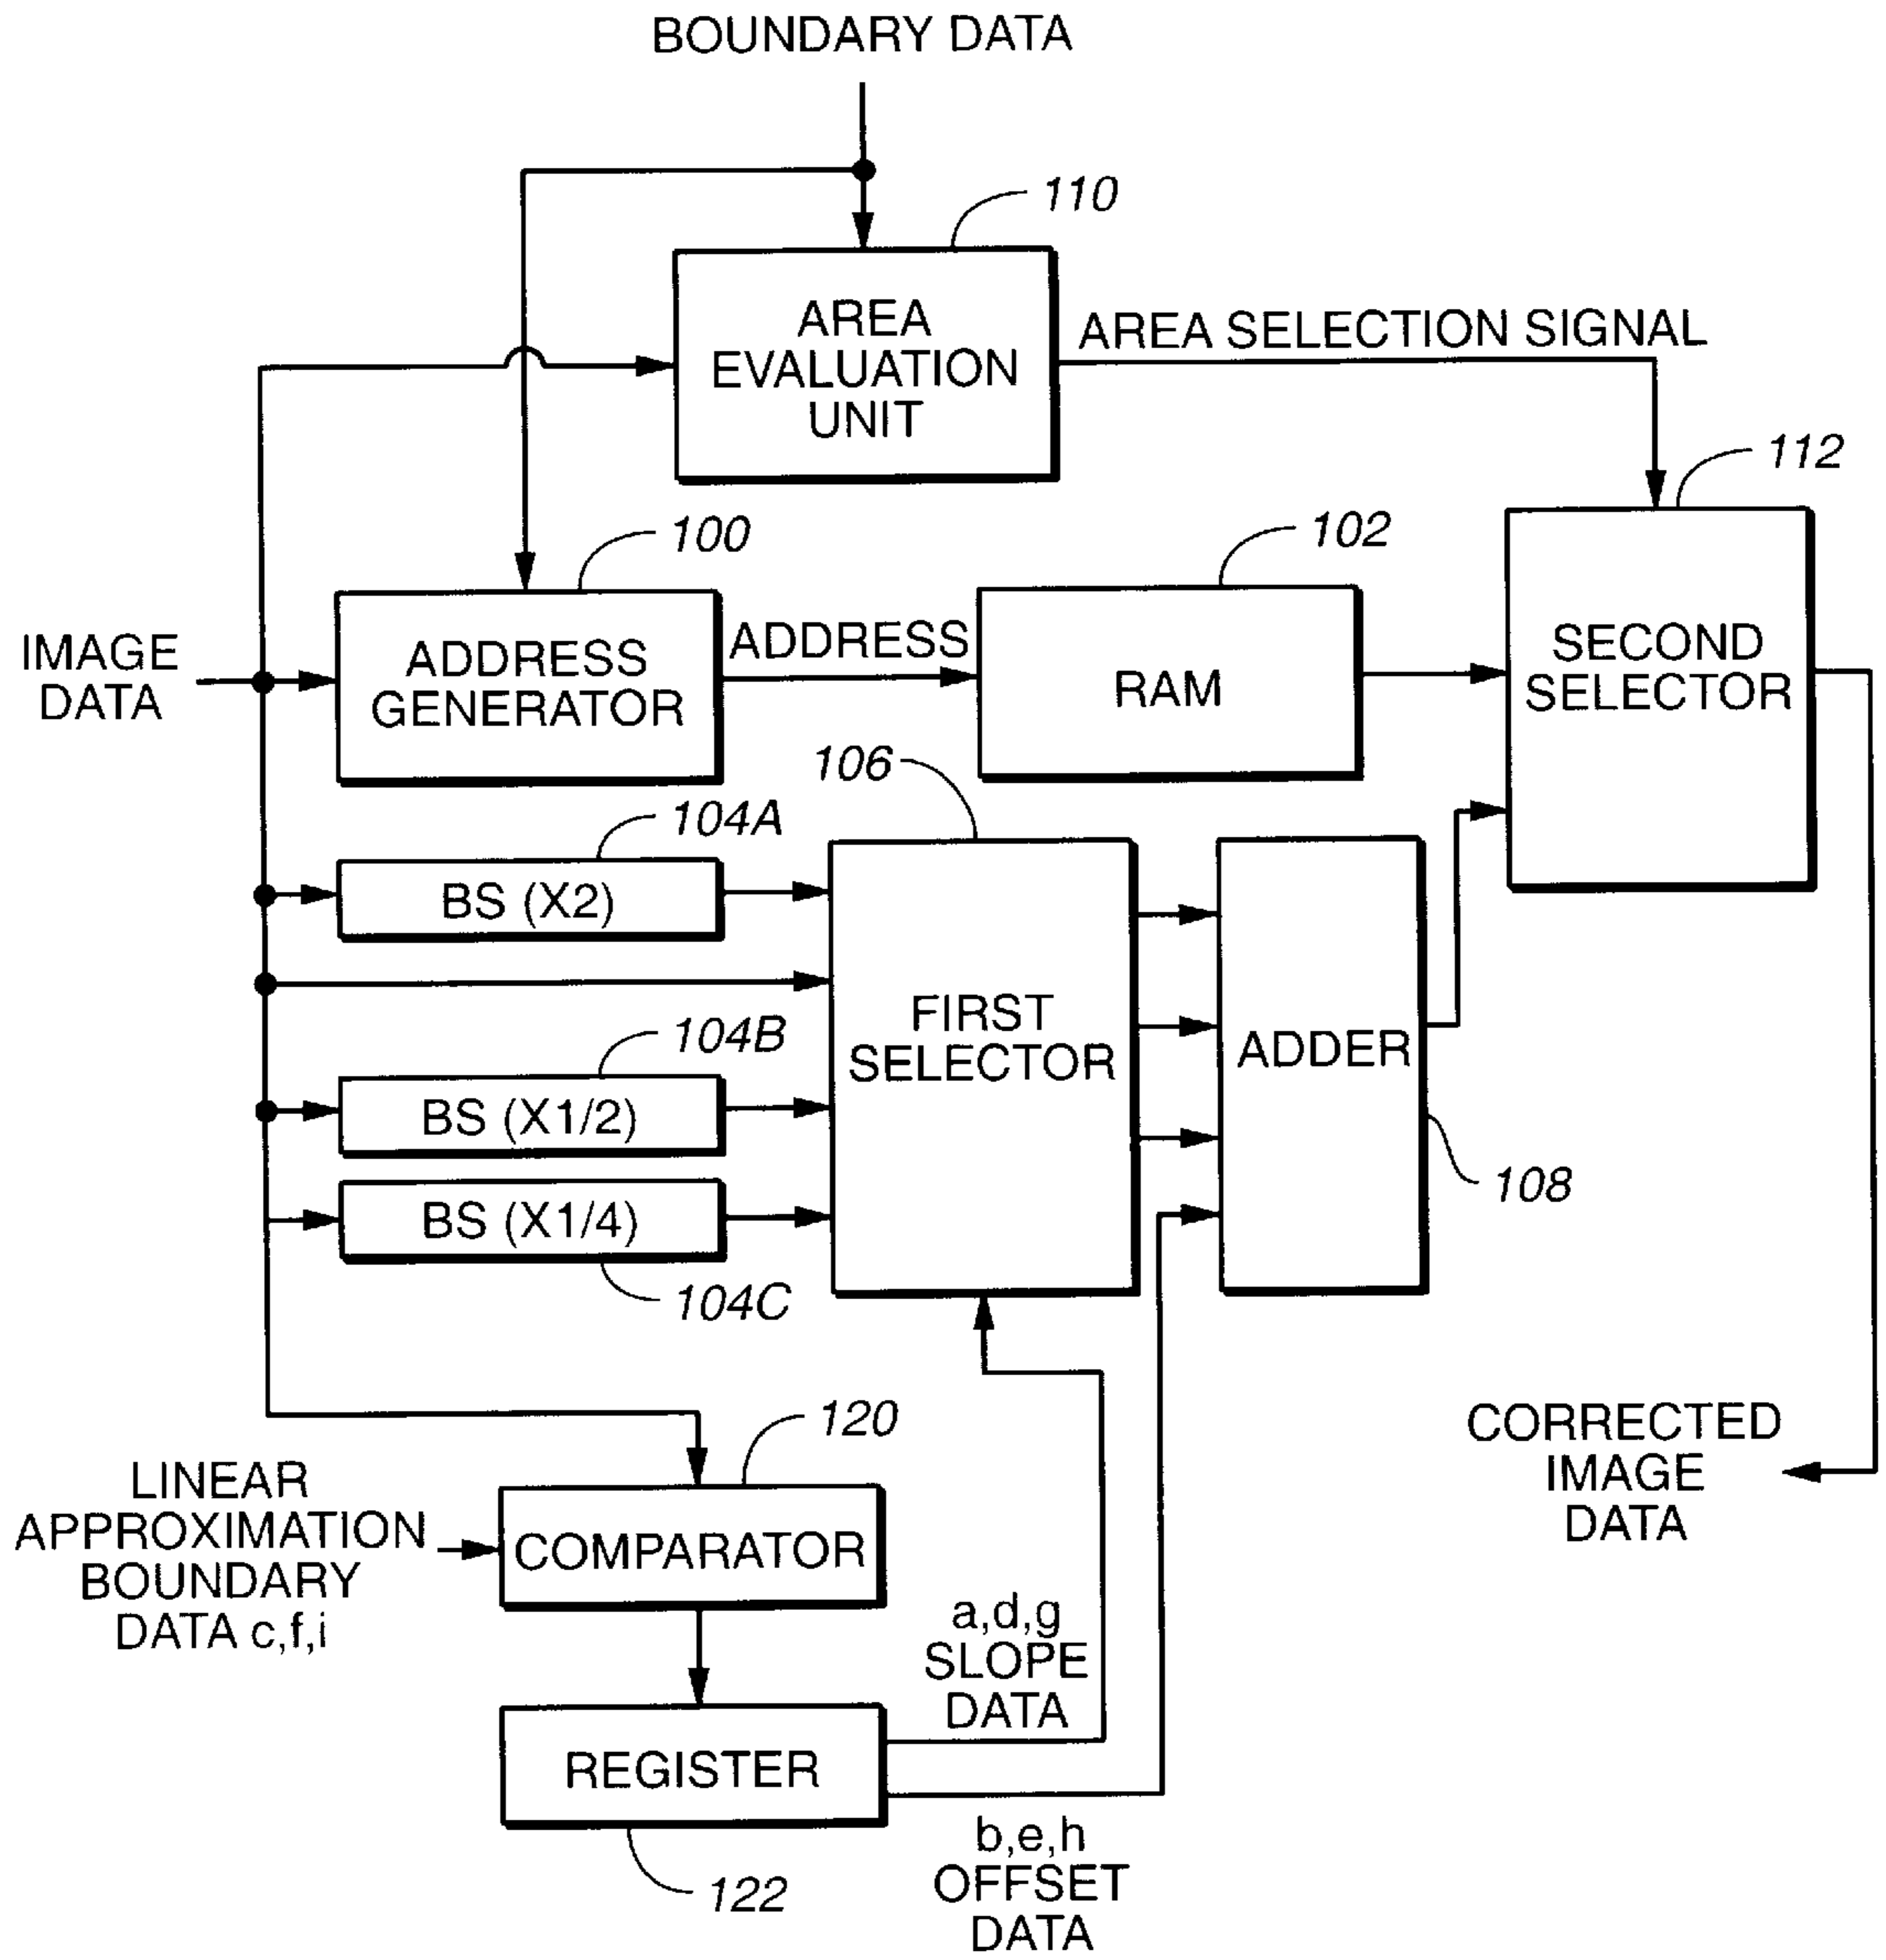 BOUNDARY DATA
110
AREA
EVALUATION
UNIT
AREA SELECTION SIGNAL
112
100
102
IMAGE
DATA
ADDRESS
GENERATOR
ADDRESS
RAM
SECOND
SELECTOR
106
104A
BS (X2)
104B
FIRST
SELECTOR
ADDER
BS (X1/2)
108
BS (X1/4)
104C
120
CORRECTED
IMAGE
DATA
LINEAR
APPROXIMATION
BOUNDARY
DATA c,f,i
COMPARATOR
a,d,g
SLOPE
DATA
REGISTER
b,e,h
OFFSET
DATA
122